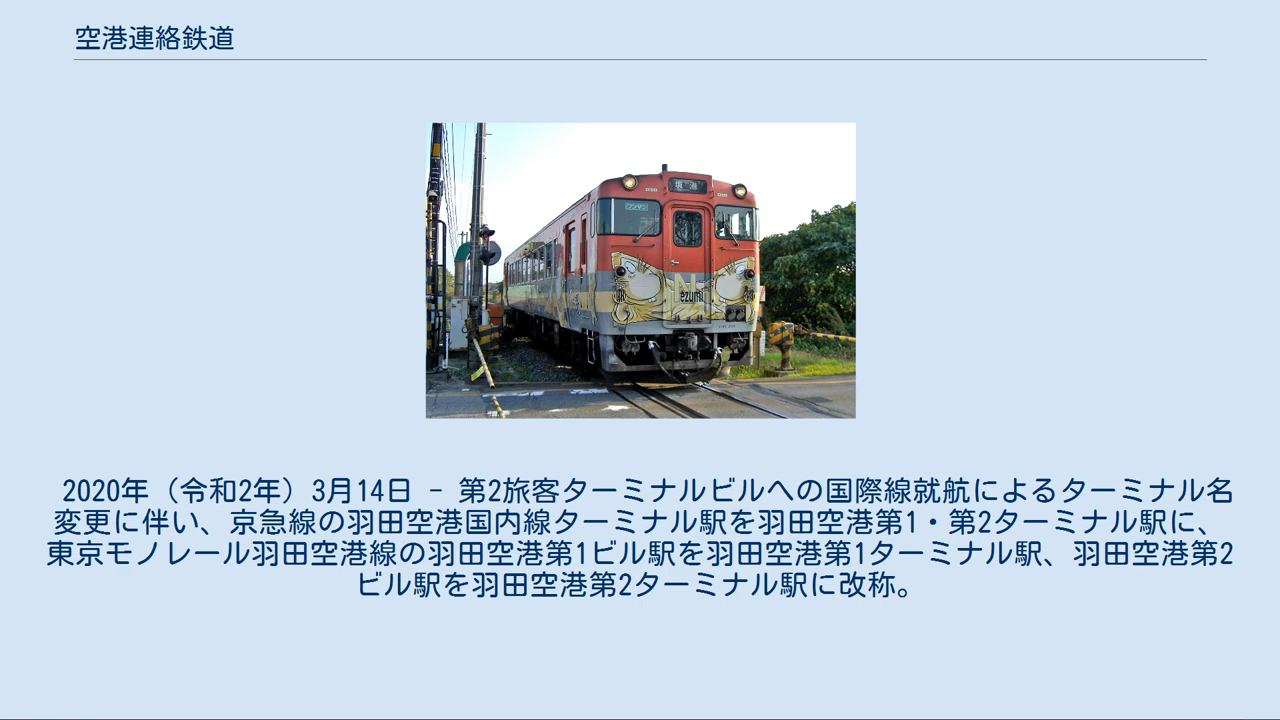 空港連絡鉄道
境 港
ワンマン
ezumi
2020年（令和2年）3月14日 - 第2旅客ターミナルビルへの国際線就航によるターミナル名
変更に伴い、京急線の羽田空港国内線ターミナル駅を羽田空港第1・第2ターミナル駅に、
東京モノレール羽田空港線の羽田空港第1ビル駅を羽田空港第1ターミナル駅、羽田空港第2
ビル駅を羽田空港第2ターミナル駅に改称。